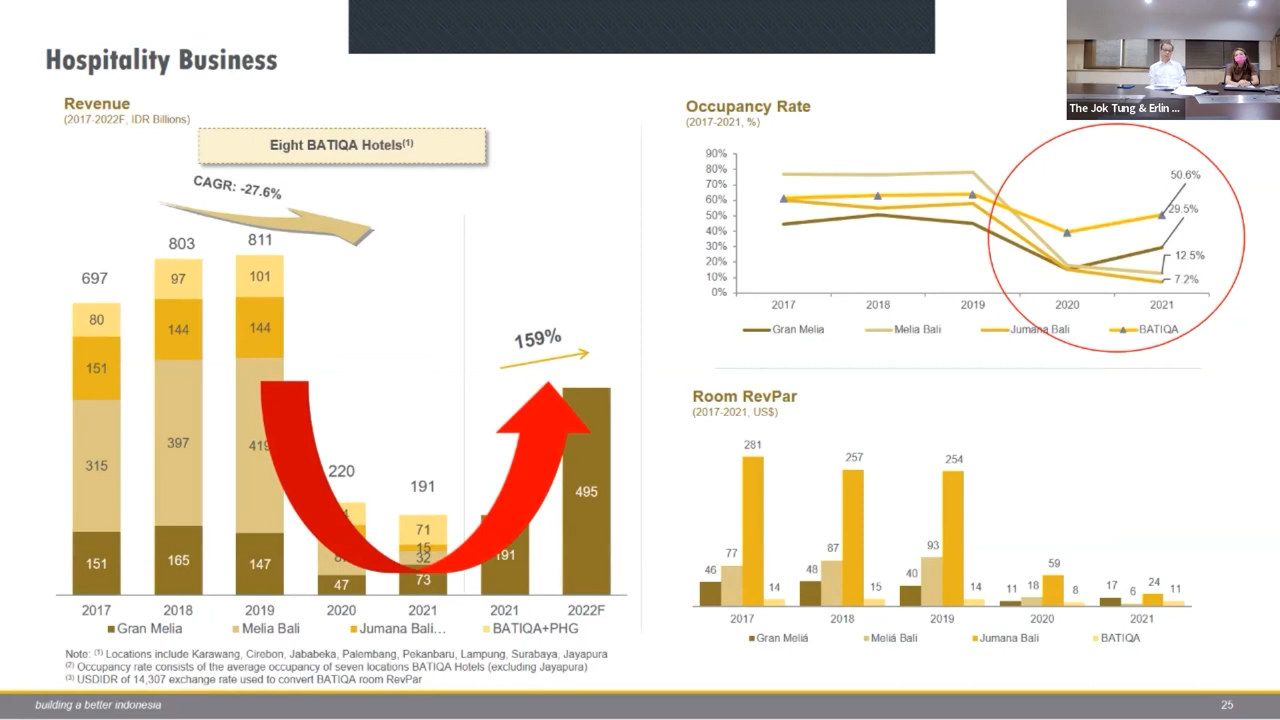 Hospitality Business
The Jok Tung & Erlin ...
Revenue
(2017-2022F, IDR Billions)
Eight BATIQA Hotels(1)
CAGR: -27.6%
697
803
811
80
97
101
151
144
144
315
397
419
151
165
147
220
47
191
71
15
32
73
159%
191
495
2017 2018 2019 2020 2021 2021 2022F
Gran Melia Melia Bali Jumana Bali... BATIQA+PHG
Note: (1) Locations include Karawang, Cirebon, Jababeka, Palembang, Pekanbaru, Lampung, Surabaya, Jayapura
(2) Occupancy rate consists of the average occupancy of seven locations BATIQA Hotels (excluding Jayapura)
(3) USDIDR of 14,307 exchange rate used to convert BATIQA room RevPar
Occupancy Rate
(2017-2021, %)
90%
80%
70%
60%
50%
40%
30%
20%
10%
0%
50.6%
29.5%
12.5%
7.2%
2017 2018 2019 2020 2021
Gran Melia Melia Bali Jumana Bali BATIQA
Room RevPar
(2017-2021, US$)
46 77 281 14
48 87 257 15
40 93 254 14
11 18 59 8
17 6 24 11
2017 2018 2019 2020 2021
Gran Meliá Meliá Bali Jumana Bali BATIQA
building a better indonesia
25